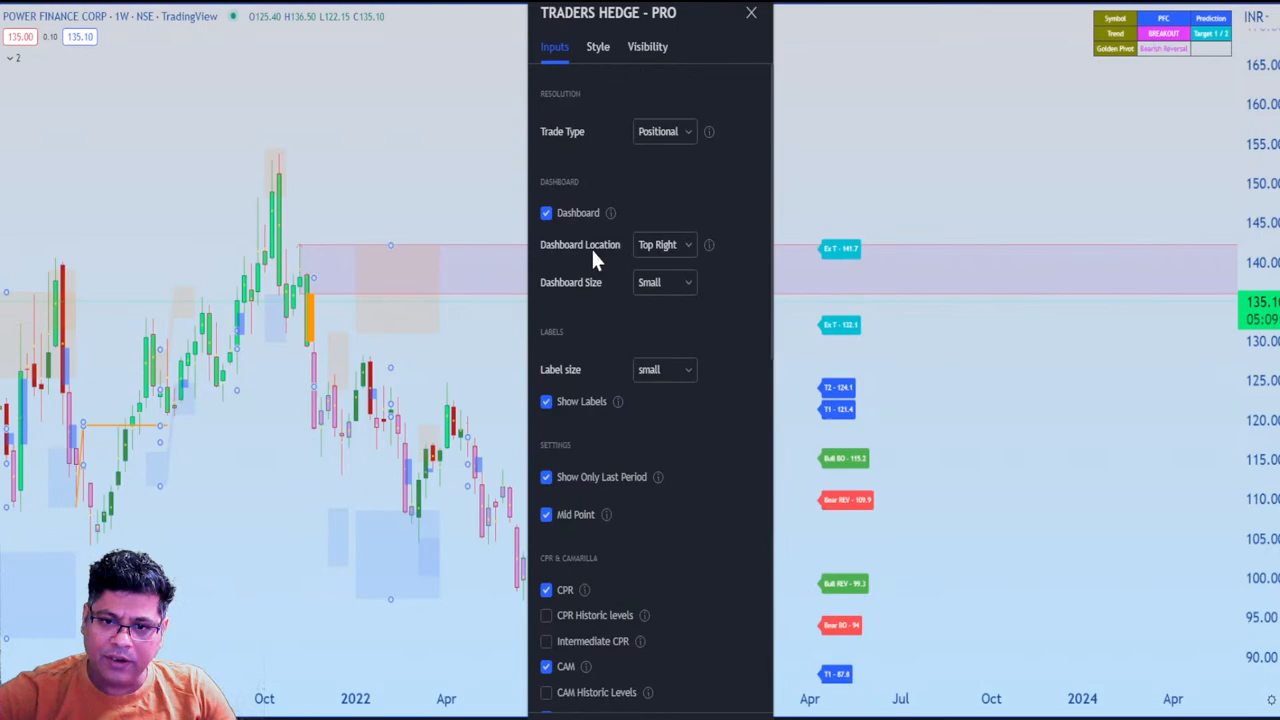 POWER FINANCE CORP · 1W · NSE · TradingView O125.40 H136.50 L122.15 C135.10
135.00 0.10 135.10
2
TRADERS HEDGE - PRO
Inputs Style Visibility
RESOLUTION
Trade Type Positional
DASHBOARD
Dashboard
Dashboard Location Top Right
Dashboard Size Small
LABELS
Label size small
Show Labels
SETTINGS
Show Only Last Period
Mid Point
CPR & CAMARILLA
CPR
CPR Historic levels
Intermediate CPR
CAM
CAM Historic Levels
Symbol PFC Prediction
Trend BREAKOUT Target 1 / 2
Golden Pivot Bearish Reversal
INR
165.00
160.00
155.00
150.00
145.00
140.00
135.10
05:09
130.00
125.00
120.00
115.00
110.00
105.00
100.00
95.00
90.00
Ex T - 141.7
Ex T - 132.1
T2 - 124.1
T1 - 121.4
Bull BO - 115.2
Bear REV - 109.9
Bull REV - 99.3
Bear BO - 94
T1 - 87.8
Oct 2022 Apr Apr Jul Oct 2024 Apr